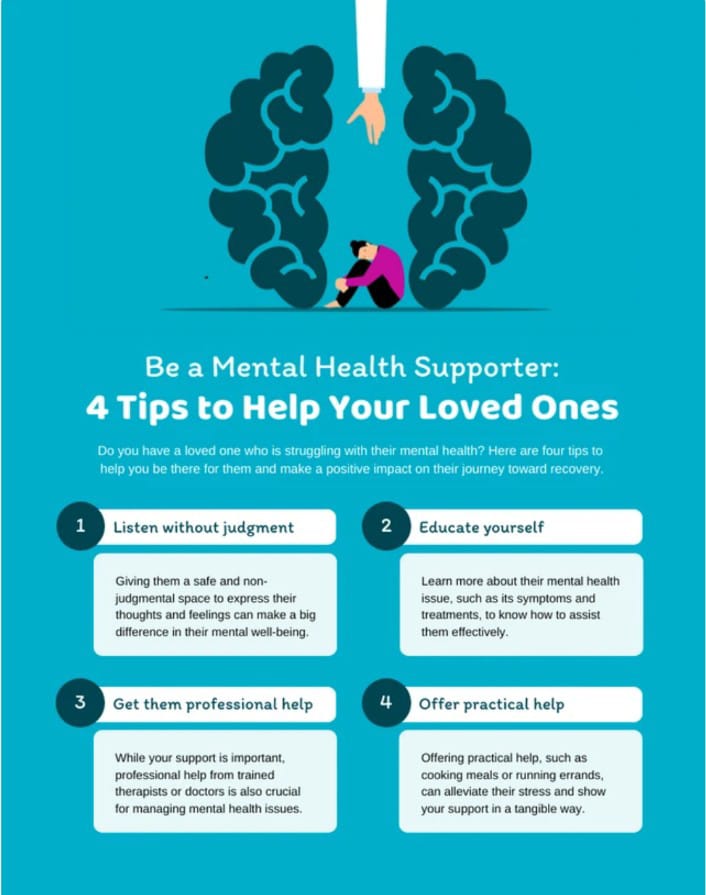 Be a Mental Health Supporter:
4 Tips to Help Your Loved Ones
Do you have a loved one who is struggling with their mental health? Here are four tips to
help you be there for them and make a positive impact on their journey toward recovery.
1 Listen without judgment
Giving them a safe and non-
judgmental space to express their
thoughts and feelings can make a big
difference in their mental well-being.
2 Educate yourself
Learn more about their mental health
issue, such as its symptoms and
treatments, to know how to assist
them effectively.
3 Get them professional help
While your support is important,
professional help from trained
therapists or doctors is also crucial
for managing mental health issues.
4 Offer practical help
Offering practical help, such as
cooking meals or running errands,
can alleviate their stress and show
your support in a tangible way.